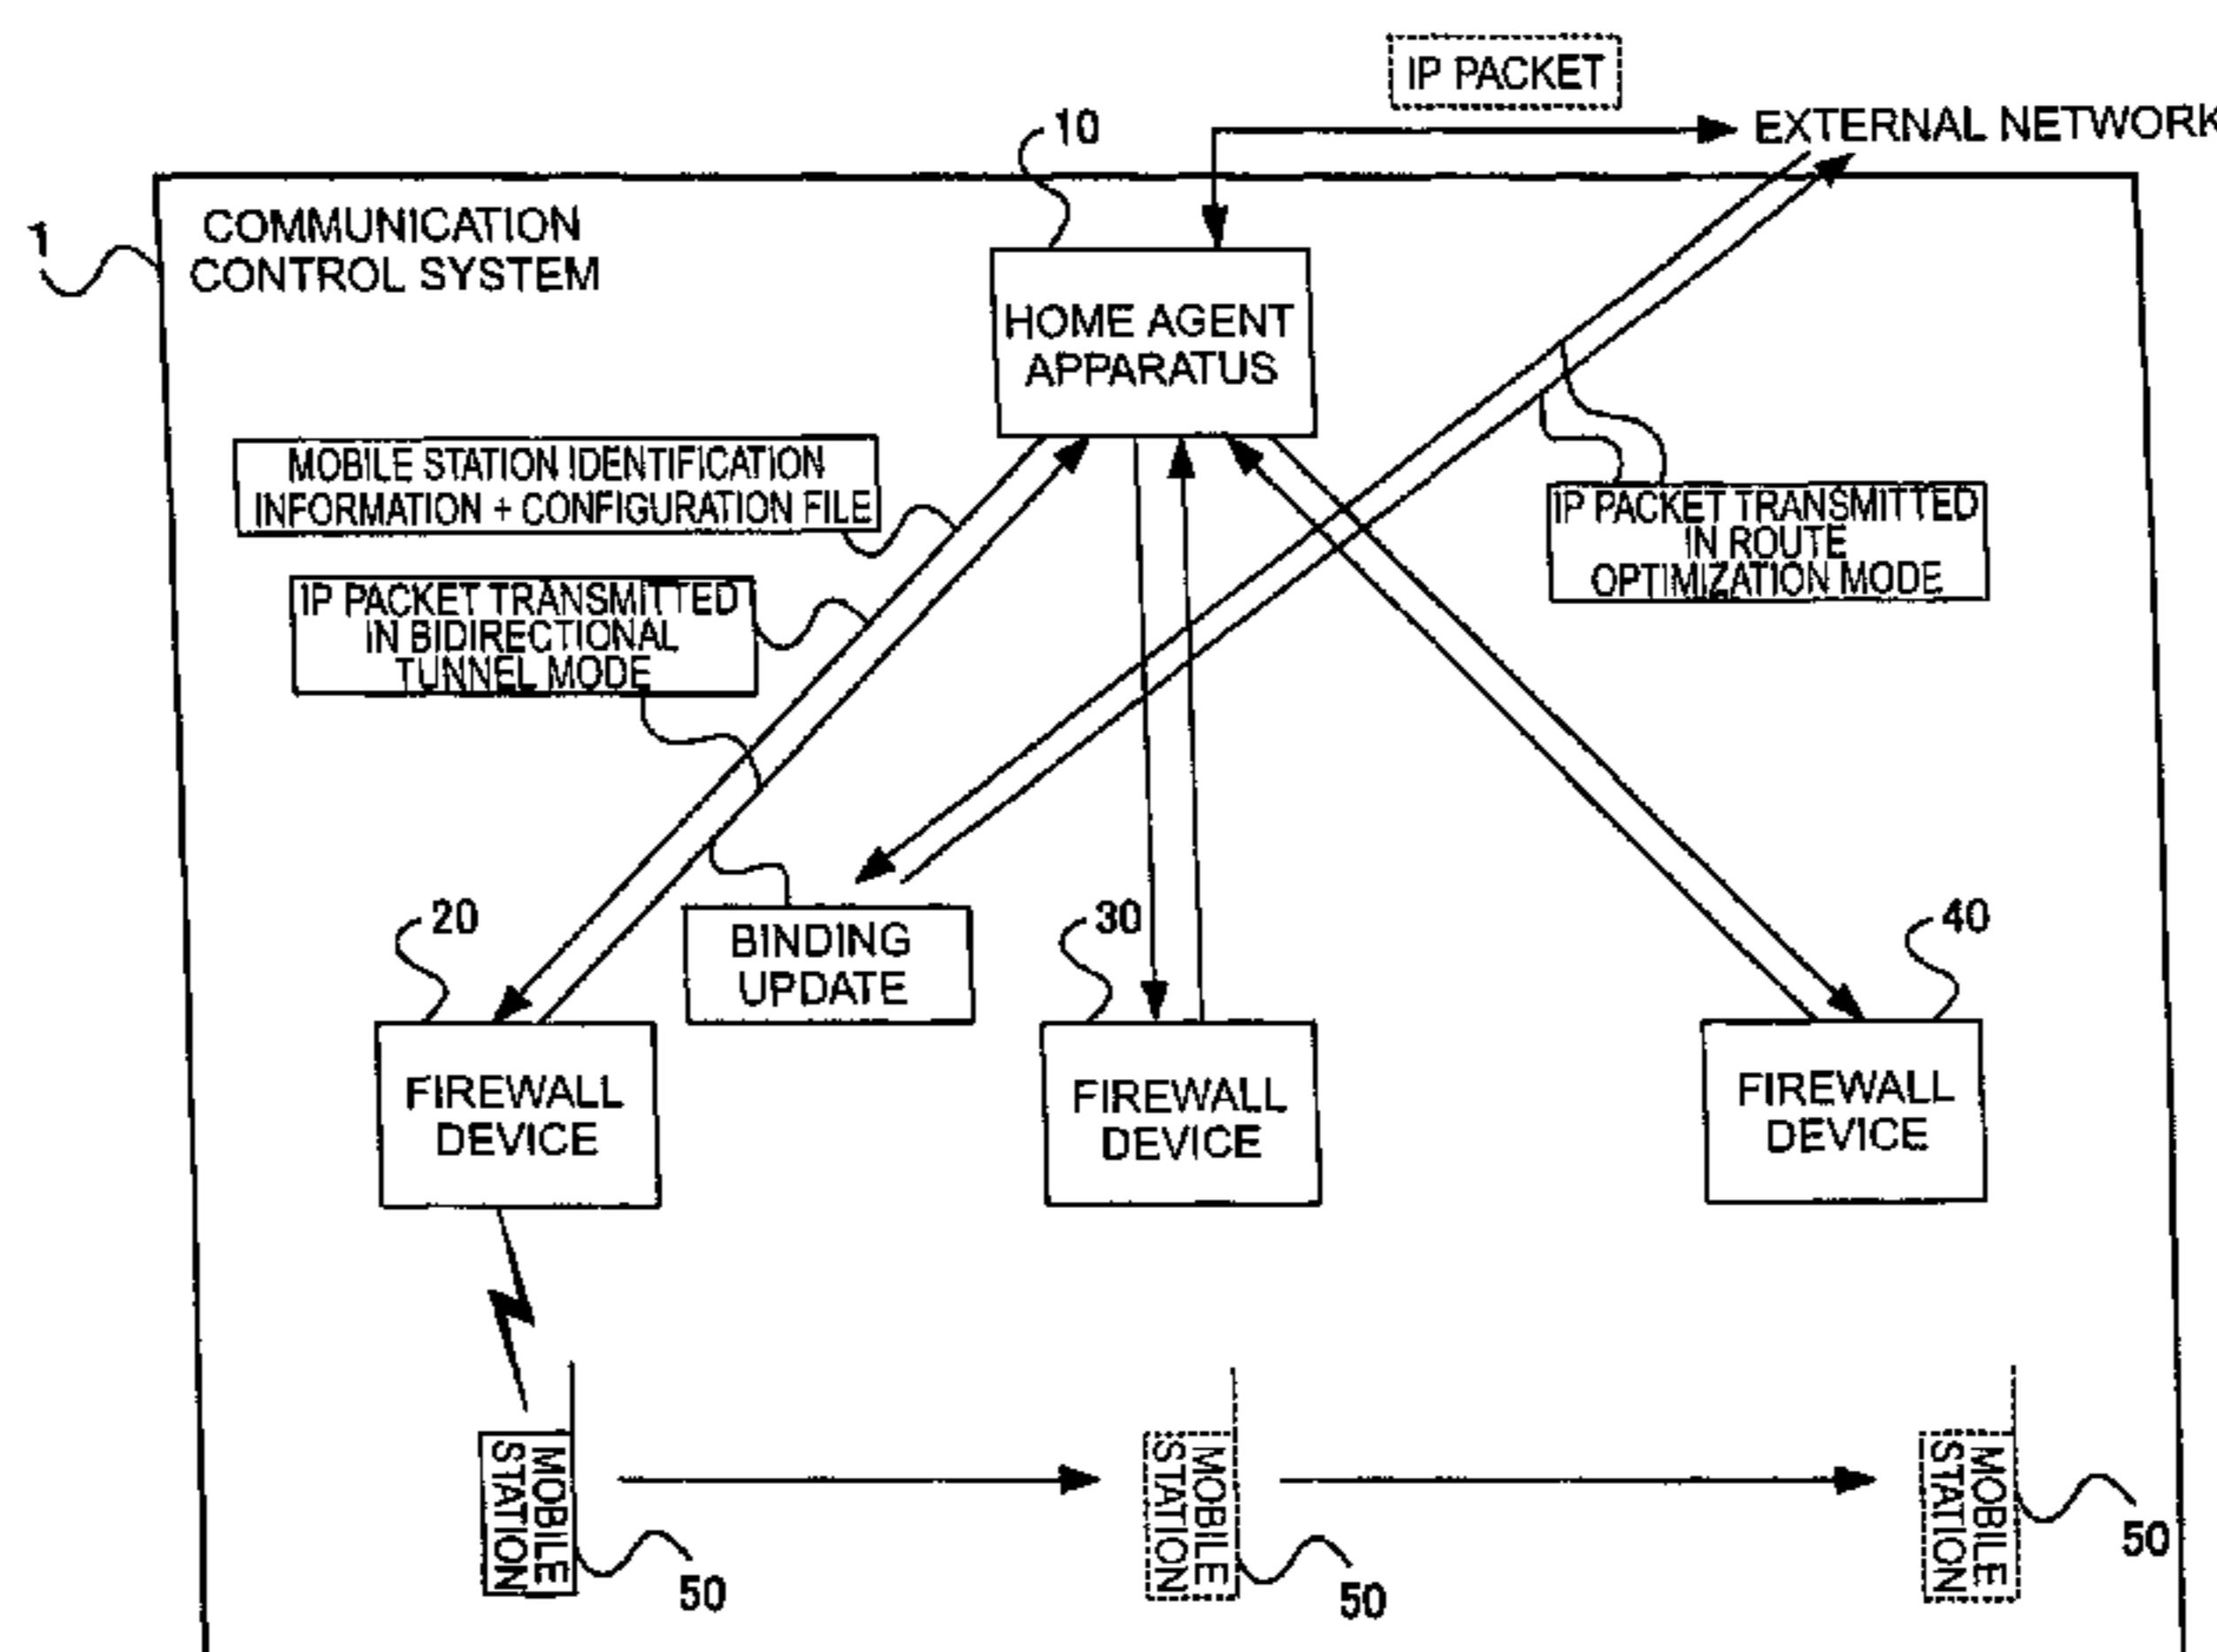 IP PACKET
10
EXTERNAL NETWORK
1
COMMUNICATION
CONTROL SYSTEM
HOME AGENT
APPARATUS
MOBILE STATION IDENTIFICATION
INFORMATION + CONFIGURATION FILE
IP PACKET TRANSMITTED
IN ROUTE
OPTIMIZATION MODE
IP PACKET TRANSMITTED
IN BIDIRECTIONAL
TUNNEL MODE
20
BINDING
UPDATE
30
40
FIREWALL
DEVICE
FIREWALL
DEVICE
FIREWALL
DEVICE
MOBILE
STATION
50
MOBILE
STATION
50
MOBILE
STATION
50